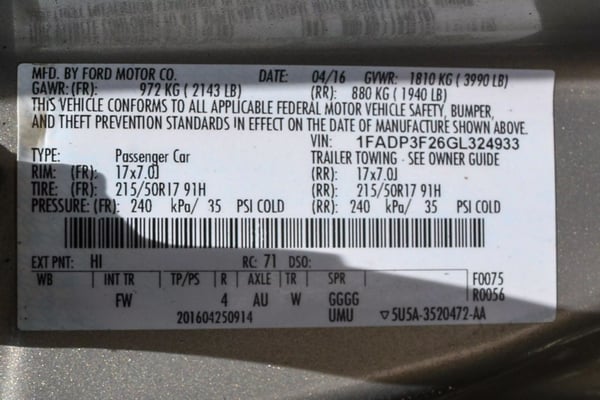 MFD. BY FORD MOTOR CO. DATE: 04/16 GVWR: 1810 KG ( 3990 LB)
GAWR: (FR): 972 KG ( 2143 LB) (RR): 880 KG ( 1940 LB)
THIS VEHICLE CONFORMS TO ALL APPLICABLE FEDERAL MOTOR VEHICLE SAFETY, BUMPER,
AND THEFT PREVENTION STANDARDS IN EFFECT ON THE DATE OF MANUFACTURE SHOWN ABOVE.
VIN: 1FADP3F26GL324933
TYPE: Passenger Car TRAILER TOWING - SEE OWNER GUIDE
RIM: (FR): 17x7.0J (RR): 17x7.0J
TIRE: (FR): 215/50R17 91H (RR): 215/50R17 91H
PRESSURE: (FR): 240 kPa/ 35 PSI COLD (RR): 240 kPa/ 35 PSI COLD
EXT PNT: HI RC: 71 DSO:
WB INT TR TP/PS R AXLE TR SPR F0075
R0056
FW 4 AU W GGGG
201604250914 UMU ▽5U5A-3520472-AA